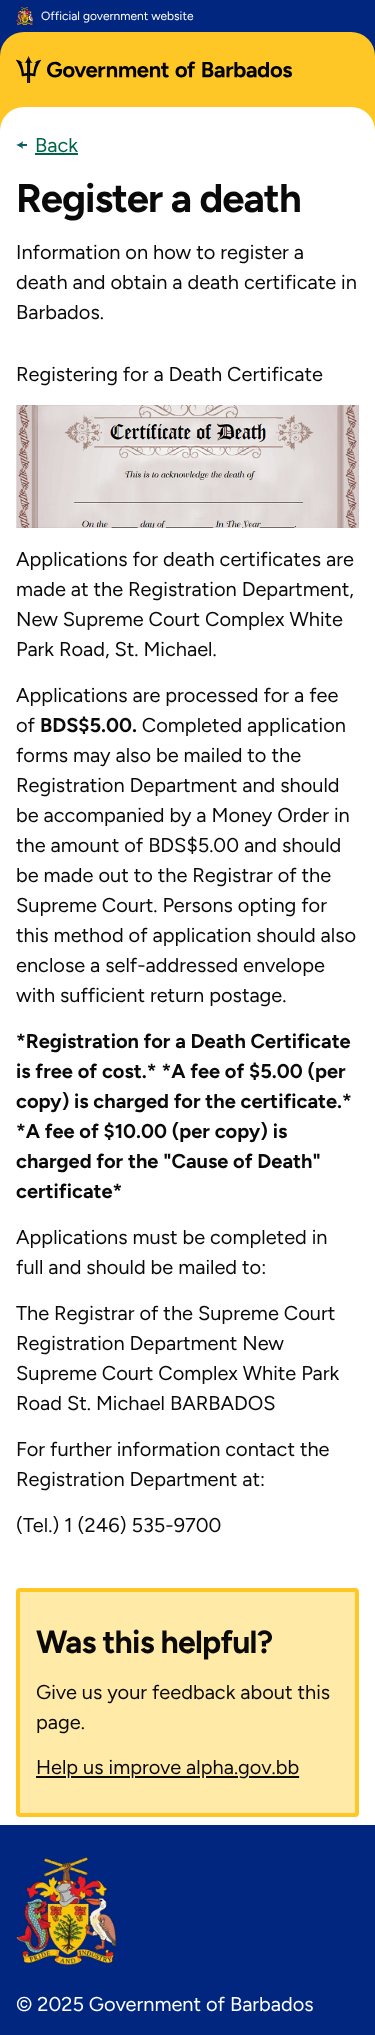 Official government website
Government of Barbados
Back
Register a death
Information on how to register a
death and obtain a death certificate in
Barbados.
Registering for a Death Certificate
Certificate of Death
This is to acknowledge the death of
On the ____ day of ________ In The Year______.
Applications for death certificates are
made at the Registration Department,
New Supreme Court Complex White
Park Road, St. Michael.
Applications are processed for a fee
of BDS$5.00. Completed application
forms may also be mailed to the
Registration Department and should
be accompanied by a Money Order in
the amount of BDS$5.00 and should
be made out to the Registrar of the
Supreme Court. Persons opting for
this method of application should also
enclose a self-addressed envelope
with sufficient return postage.
*Registration for a Death Certificate
is free of cost.* *A fee of $5.00 (per
copy) is charged for the certificate.*
*A fee of $10.00 (per copy) is
charged for the "Cause of Death"
certificate*
Applications must be completed in
full and should be mailed to:
The Registrar of the Supreme Court
Registration Department New
Supreme Court Complex White Park
Road St. Michael BARBADOS
For further information contact the
Registration Department at:
(Tel.) 1 (246) 535-9700
Was this helpful?
Give us your feedback about this
page.
Help us improve alpha.gov.bb
PRIDE AND INDUSTRY
© 2025 Government of Barbados